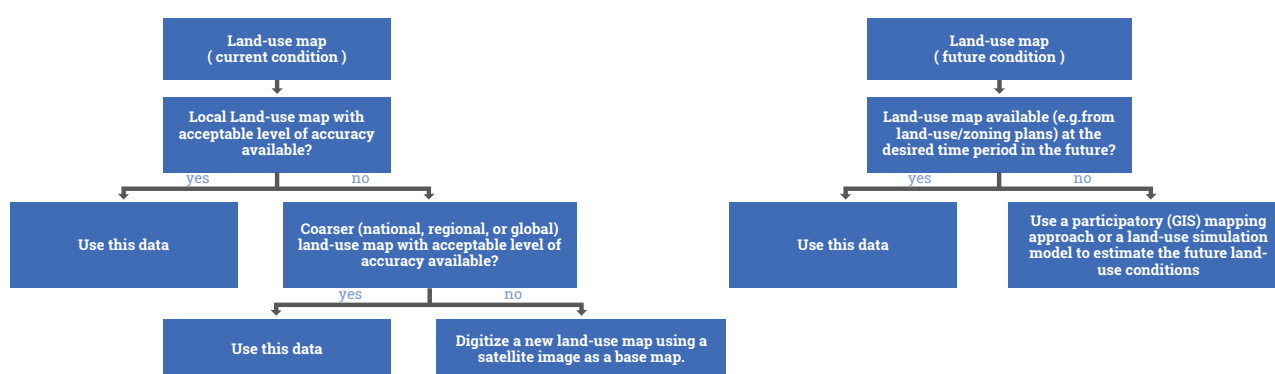 Land-use map
( current condition )
Local Land-use map with
acceptable level of accuracy
available?
yes
no
Use this data
Coarser (national, regional, or global)
land-use map with acceptable level of
accuracy available?
yes
no
Use this data
Digitize a new land-use map using a
satellite image as a base map.
Land-use map
( future condition )
Land-use map available (e.g.from
land-use/zoning plans) at the
desired time period in the future?
yes
no
Use this data
Use a participatory (GIS) mapping
approach or a land-use simulation
model to estimate the future land-
use conditions